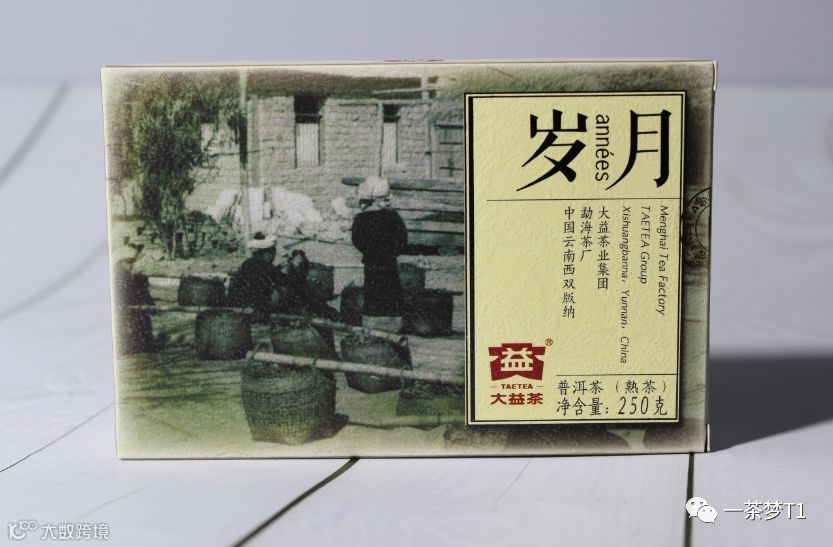 岁月
années
Menghai Tea Factory
TAETEA Group
Xishuangbanna, Yunnan, China
大益茶业集团
勐海茶厂
中国云南西双版纳
益®
TAETEA
大益茶
普洱茶（熟茶）
净含量：250克
大数跨境
一茶梦T1